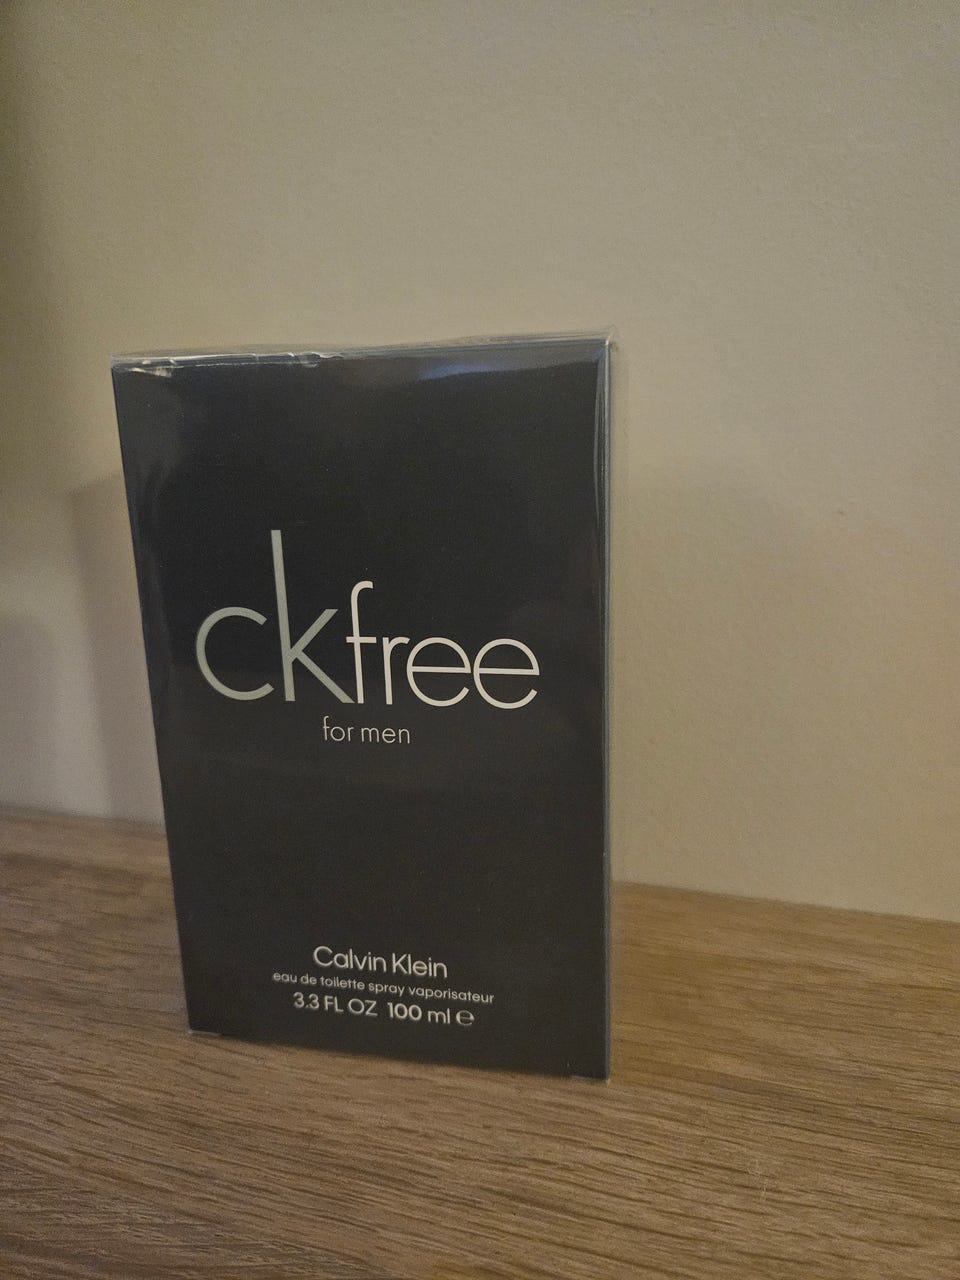 ckfree
for men
Calvin Klein
eau de toilette spray vaporisateur
3.3 FL OZ 100 ml ℮